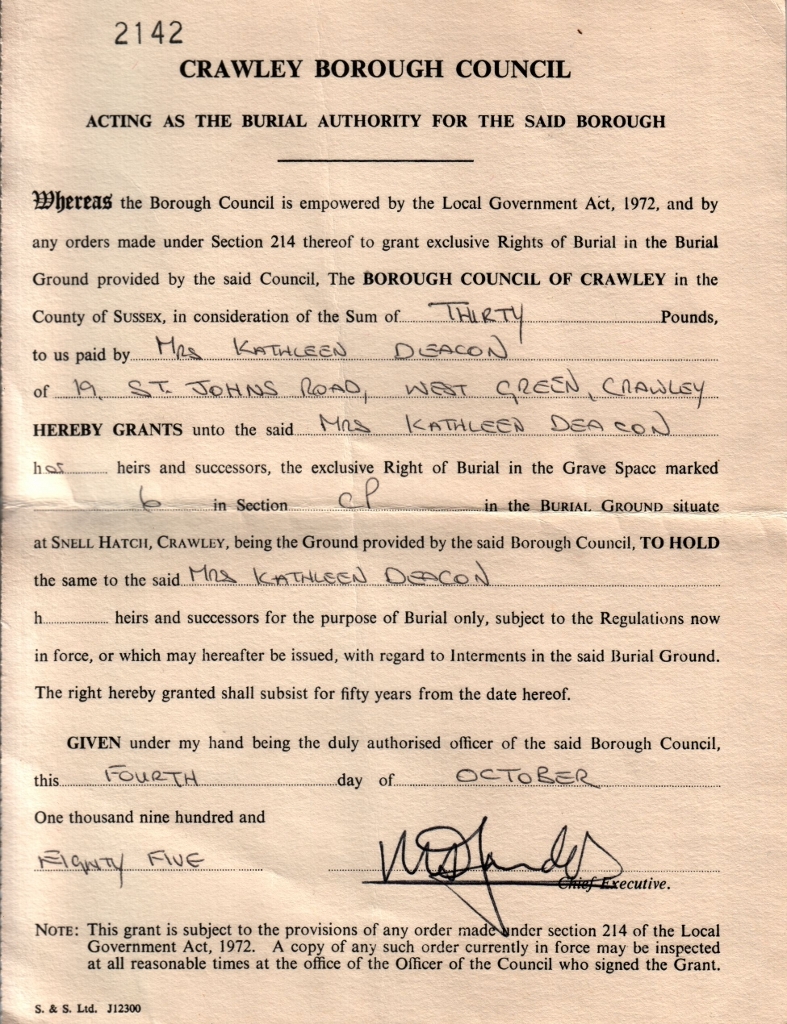 2142
CRAWLEY BOROUGH COUNCIL
ACTING AS THE BURIAL AUTHORITY FOR THE SAID BOROUGH
Whereas the Borough Council is empowered by the Local Government Act, 1972, and by
any orders made under Section 214 thereof to grant exclusive Rights of Burial in the Burial
Ground provided by the said Council, The BOROUGH COUNCIL OF CRAWLEY in the
County of SUSSEX, in consideration of the Sum of THIRTY Pounds,
to us paid by MRS KATHLEEN DEACON
of 19, ST. JOHNS ROAD, WEST GREEN, CRAWLEY
HEREBY GRANTS unto the said MRS KATHLEEN DEACON
h heirs and successors, the exclusive Right of Burial in the Grave Space marked
6 in Section CP in the BURIAL GROUND situate
at SNELL HATCH, CRAWLEY, being the Ground provided by the said Borough Council, TO HOLD
the same to the said MRS KATHLEEN DEACON
h heirs and successors for the purpose of Burial only, subject to the Regulations now
in force, or which may hereafter be issued, with regard to Interments in the said Burial Ground.
The right hereby granted shall subsist for fifty years from the date hereof.
GIVEN under my hand being the duly authorised officer of the said Borough Council,
this FOURTH day of OCTOBER
One thousand nine hundred and
EIGHTY FIVE
Chief Executive.
NOTE: This grant is subject to the provisions of any order made under section 214 of the Local
Government Act, 1972. A copy of any such order currently in force may be inspected
at all reasonable times at the office of the Officer of the Council who signed the Grant.
S. & S. Ltd. J12300